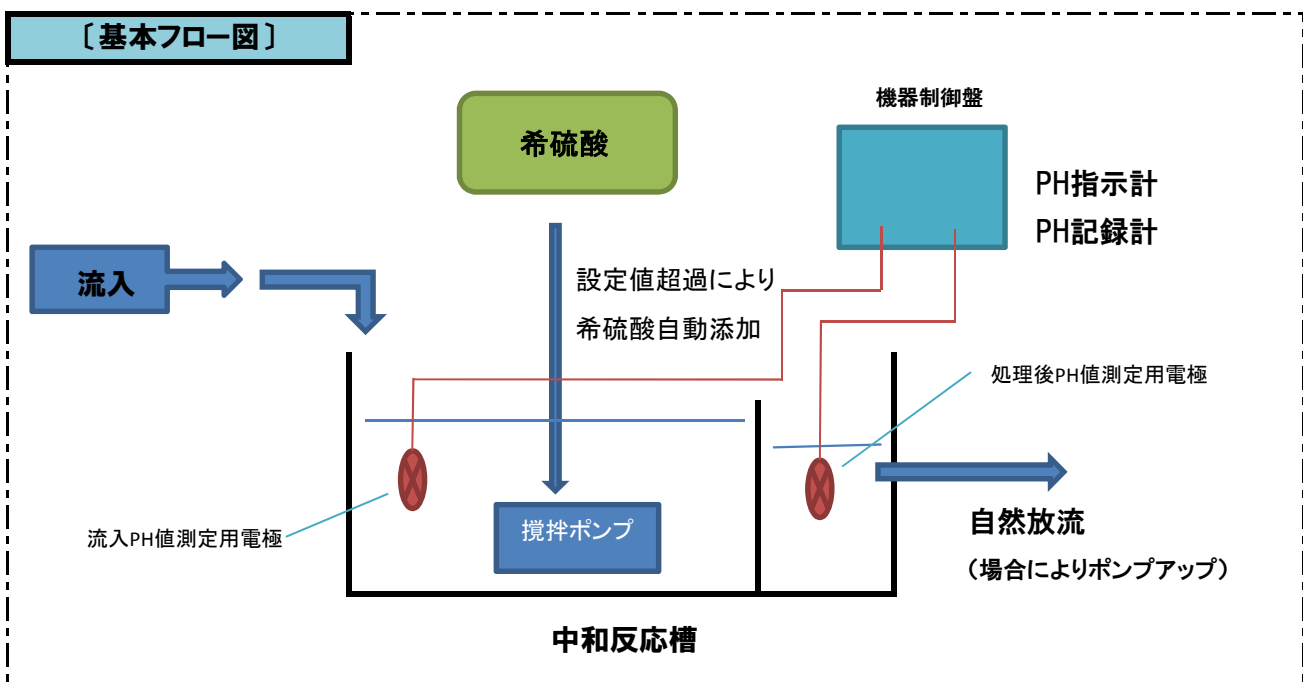 〔基本フロー図〕
機器制御盤
希硫酸
PH指示計
PH記録計
流入
設定値超過により
希硫酸自動添加
処理後PH値測定用電極
流入PH値測定用電極
撹拌ポンプ
自然放流
（場合によりポンプアップ）
中和反応槽